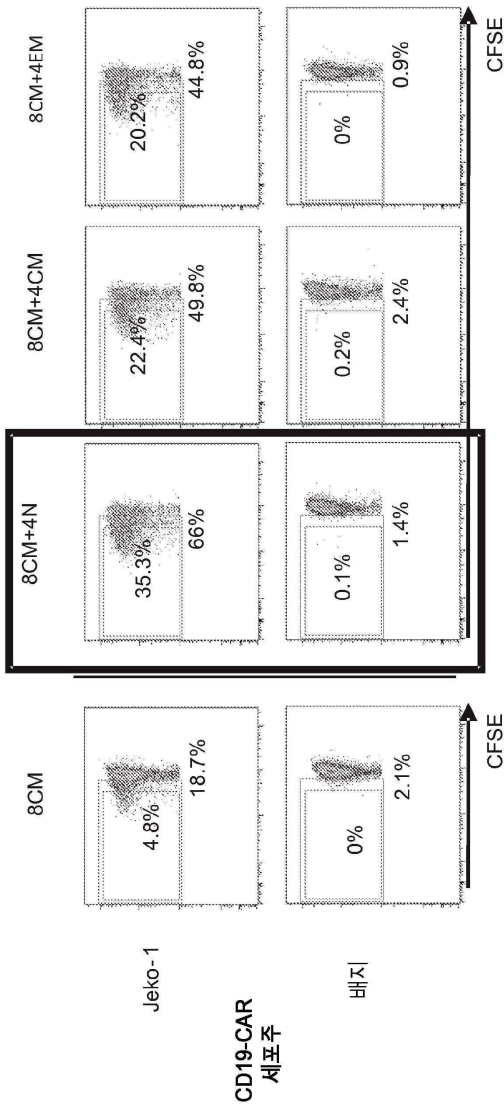 8CM
8CM+4N
8CM+4CM
8CM+4EM
CD19-CAR
세포주
Jeko-1
4.8%
18.7%
35.3%
66%
22.4%
49.8%
20.2%
44.8%
배지
0%
2.1%
0.1%
1.4%
0.2%
2.4%
0%
0.9%
CFSE
CFSE